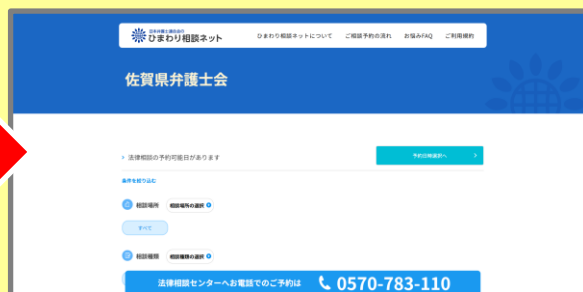 日本弁護士連合会
ひまわり相談ネット
ひまわり相談ネットについて ご相談予約の流れ お悩みFAQ ご利用規約
佐賀県弁護士会
法律相談の予約可能日があります
予約日時選択へ
条件を絞り込む
相談場所 相談場所の選択
すべて
相談種類 相談種類の選択
法律相談センターへお電話でのご予約は 0570-783-110